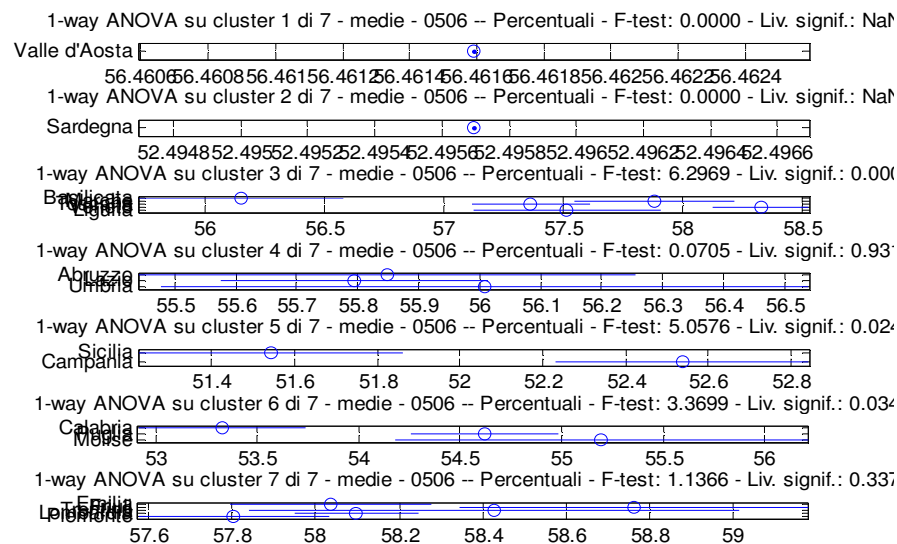 1-way ANOVA su cluster 1 di 7 - medie - 0506 -- Percentuali - F-test: 0.0000 - Liv. signif.: NaN
Valle d'Aosta
56.4606 56.4608 56.461 56.4612 56.4614 56.4616 56.4618 56.462 56.4622 56.4624
1-way ANOVA su cluster 2 di 7 - medie - 0506 -- Percentuali - F-test: 0.0000 - Liv. signif.: NaN
Sardegna
52.4948 52.495 52.4952 52.4954 52.4956 52.4958 52.496 52.4962 52.4964 52.4966
1-way ANOVA su cluster 3 di 7 - medie - 0506 -- Percentuali - F-test: 6.2969 - Liv. signif.: 0.000
Basilicata
Liguria
56 56.5 57 57.5 58 58.5
1-way ANOVA su cluster 4 di 7 - medie - 0506 -- Percentuali - F-test: 0.0705 - Liv. signif.: 0.931
Abruzzo
Lazio
Umbria
55.5 55.6 55.7 55.8 55.9 56 56.1 56.2 56.3 56.4 56.5
1-way ANOVA su cluster 5 di 7 - medie - 0506 -- Percentuali - F-test: 5.0576 - Liv. signif.: 0.024
Sicilia
Campania
51.4 51.6 51.8 52 52.2 52.4 52.6 52.8
1-way ANOVA su cluster 6 di 7 - medie - 0506 -- Percentuali - F-test: 3.3699 - Liv. signif.: 0.034
Calabria
Puglia
Molise
53 53.5 54 54.5 55 55.5 56
1-way ANOVA su cluster 7 di 7 - medie - 0506 -- Percentuali - F-test: 1.1366 - Liv. signif.: 0.337
Emilia
Lombardia
Piemonte
57.6 57.8 58 58.2 58.4 58.6 58.8 59